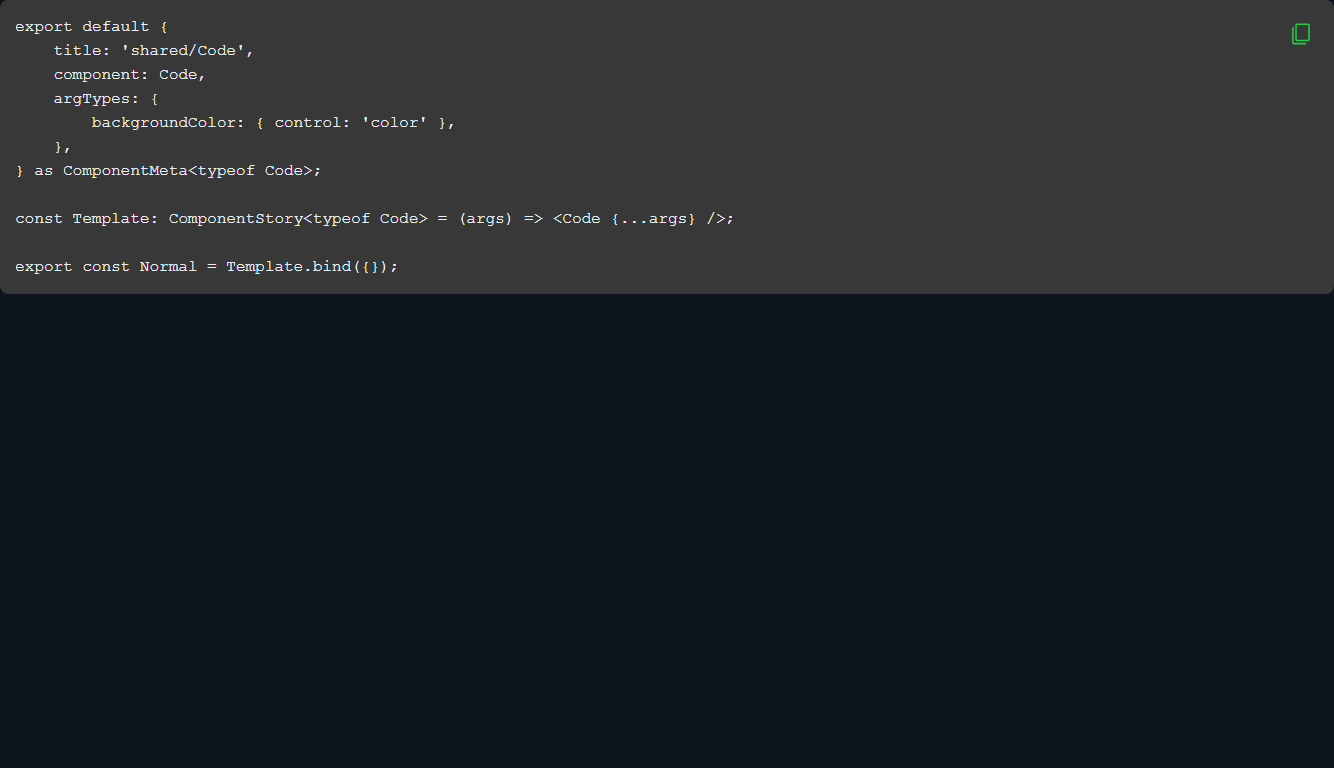 export default {
    title: 'shared/Code',
    component: Code,
    argTypes: {
        backgroundColor: { control: 'color' },
    },
} as ComponentMeta<typeof Code>;

const Template: ComponentStory<typeof Code> = (args) => <Code {...args} />;

export const Normal = Template.bind({});